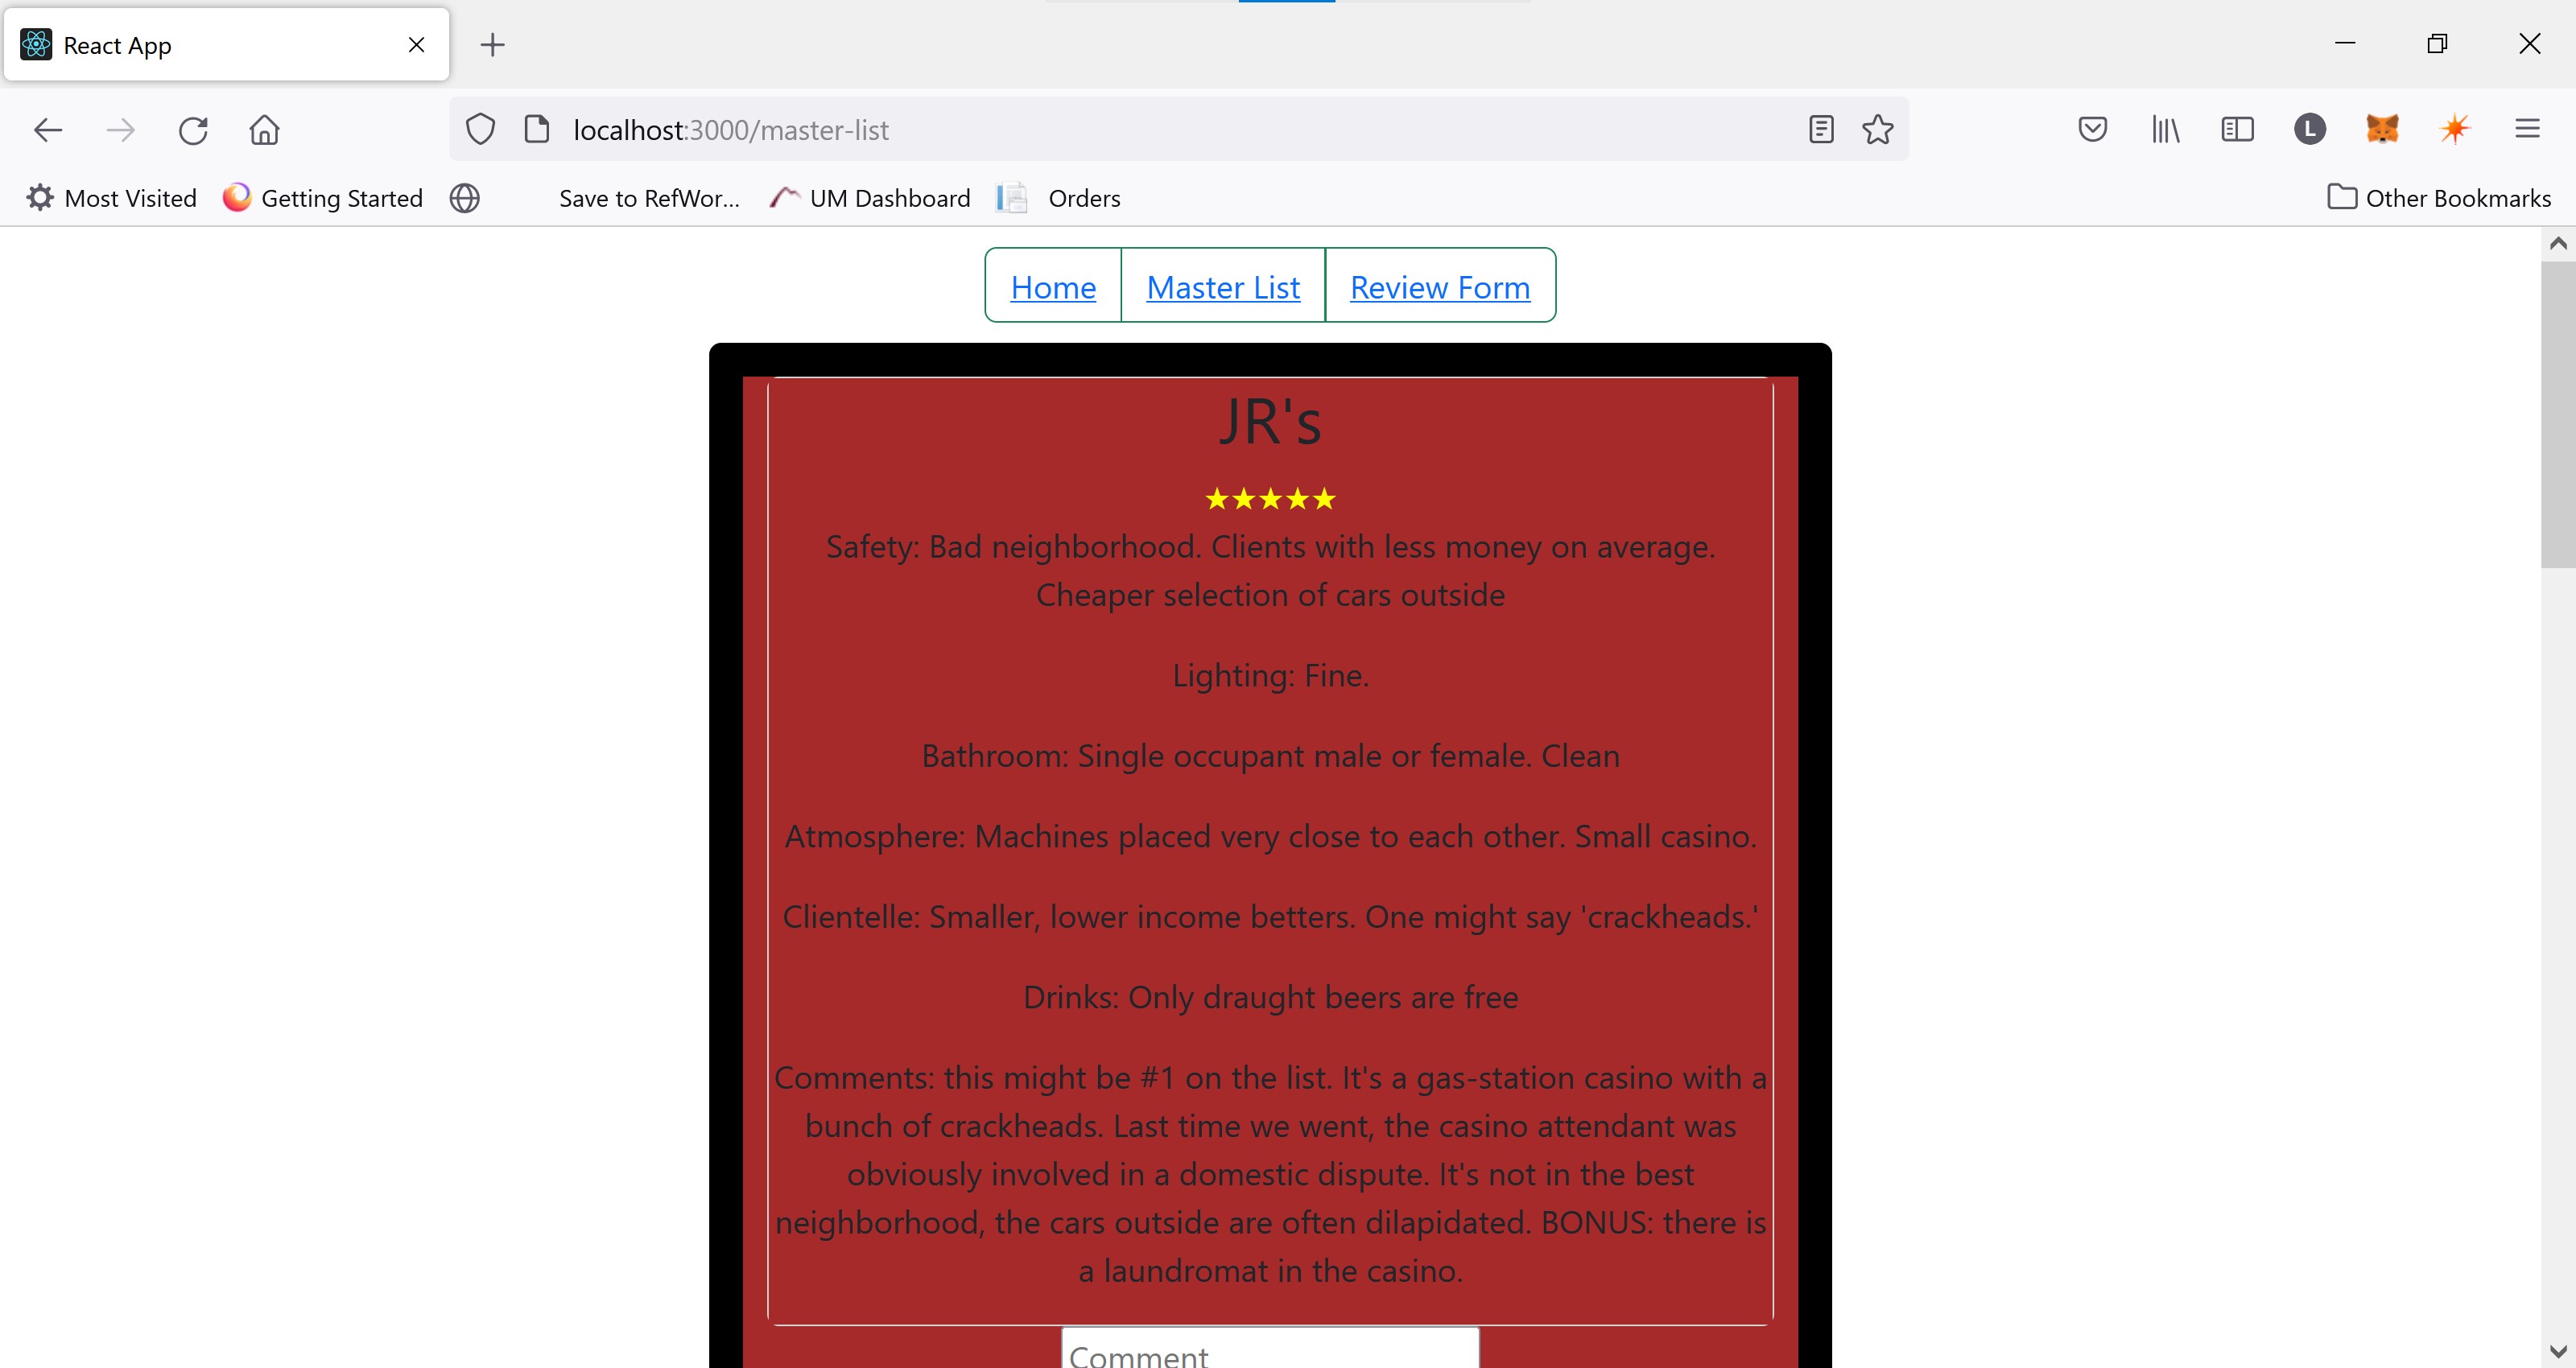 React App
localhost:3000/master-list
L
Most Visited
Getting Started
Save to RefWor...
UM Dashboard
Orders
Other Bookmarks
Home
Master List
Review Form
JR's
★★★★★
Safety: Bad neighborhood. Clients with less money on average.
Cheaper selection of cars outside
Lighting: Fine.
Bathroom: Single occupant male or female. Clean
Atmosphere: Machines placed very close to each other. Small casino.
Clientelle: Smaller, lower income betters. One might say 'crackheads.'
Drinks: Only draught beers are free
Comments: this might be #1 on the list. It's a gas-station casino with a
bunch of crackheads. Last time we went, the casino attendant was
obviously involved in a domestic dispute. It's not in the best
neighborhood, the cars outside are often dilapidated. BONUS: there is
a laundromat in the casino.
Comment